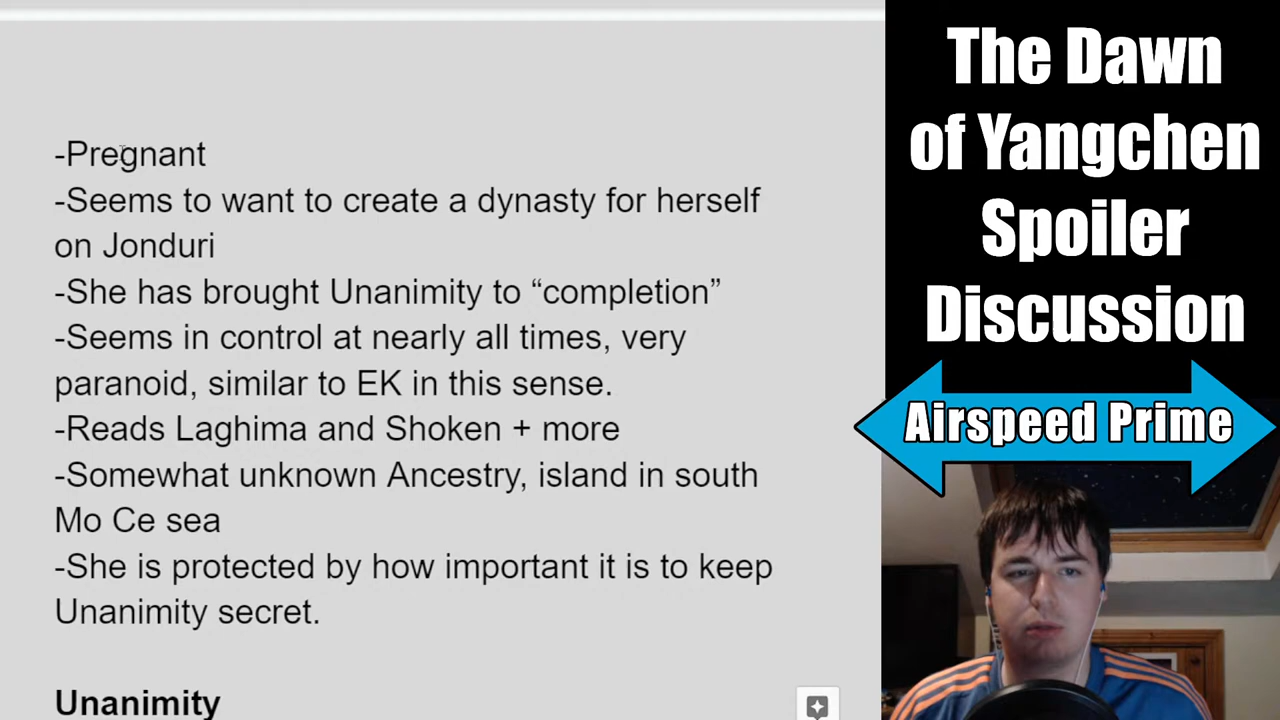 -Pregnant
-Seems to want to create a dynasty for herself
on Jonduri
-She has brought Unanimity to “completion”
-Seems in control at nearly all times, very
paranoid, similar to EK in this sense.
-Reads Laghima and Shoken + more
-Somewhat unknown Ancestry, island in south
Mo Ce sea
-She is protected by how important it is to keep
Unanimity secret.
Unanimity
The Dawn
of Yangchen
Spoiler
Discussion
Airspeed Prime